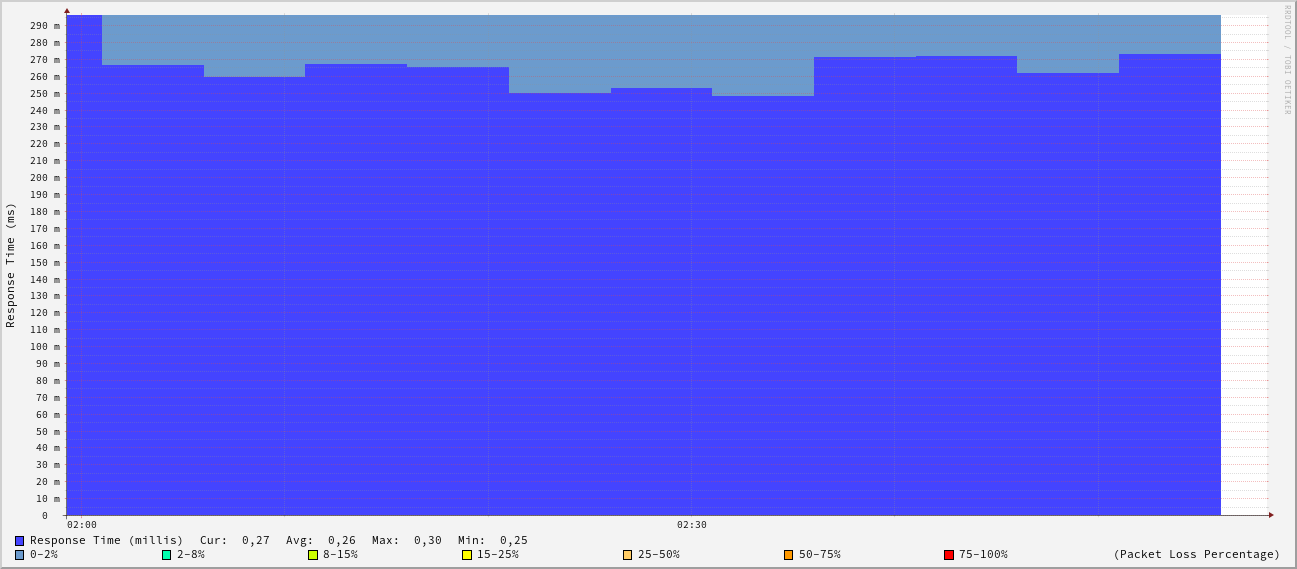 RRDTOOL / TOBI OETIKER
Response Time (ms)
290 m
280 m
270 m
260 m
250 m
240 m
230 m
220 m
210 m
200 m
190 m
180 m
170 m
160 m
150 m
140 m
130 m
120 m
110 m
100 m
90 m
80 m
70 m
60 m
50 m
40 m
30 m
20 m
10 m
0
02:00 02:30
Response Time (millis) Cur: 0,27 Avg: 0,26 Max: 0,30 Min: 0,25
0-2% 2-8% 8-15% 15-25% 25-50% 50-75% 75-100% (Packet Loss Percentage)